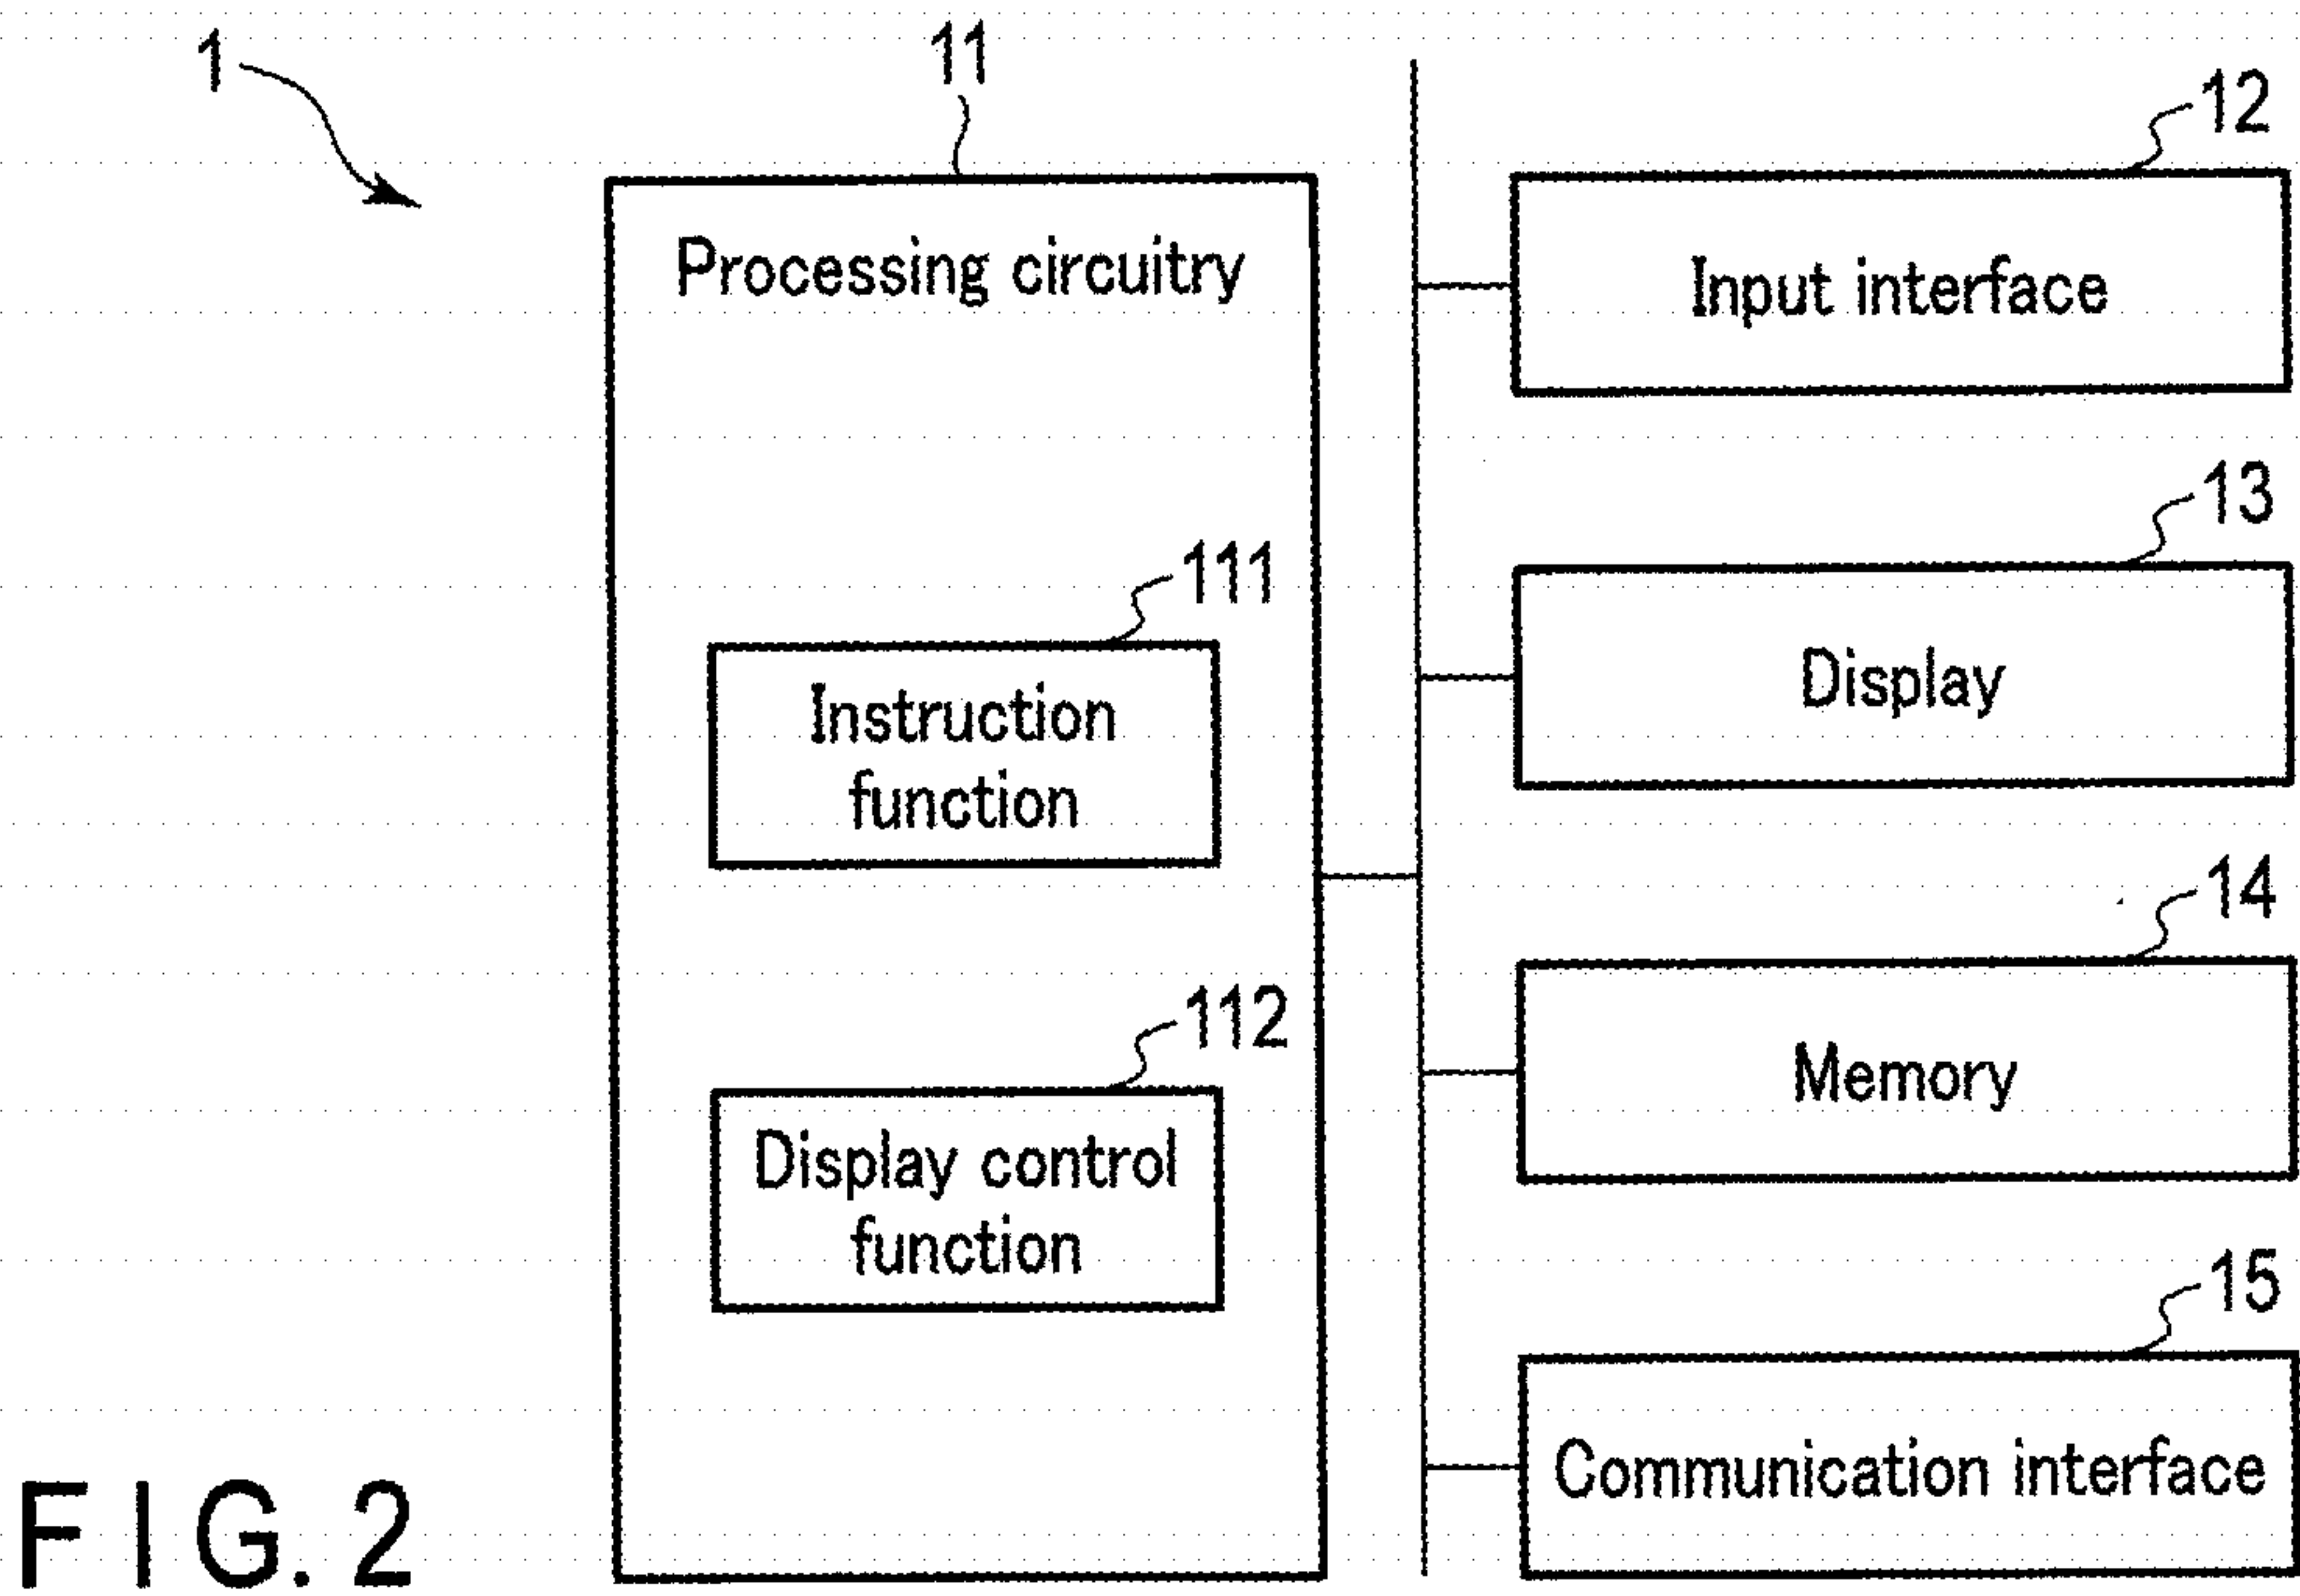 1
11
Processing circuitry
111
Instruction
function
112
Display control
function
12
Input interface
13
Display
14
Memory
15
Communication interface
FIG. 2